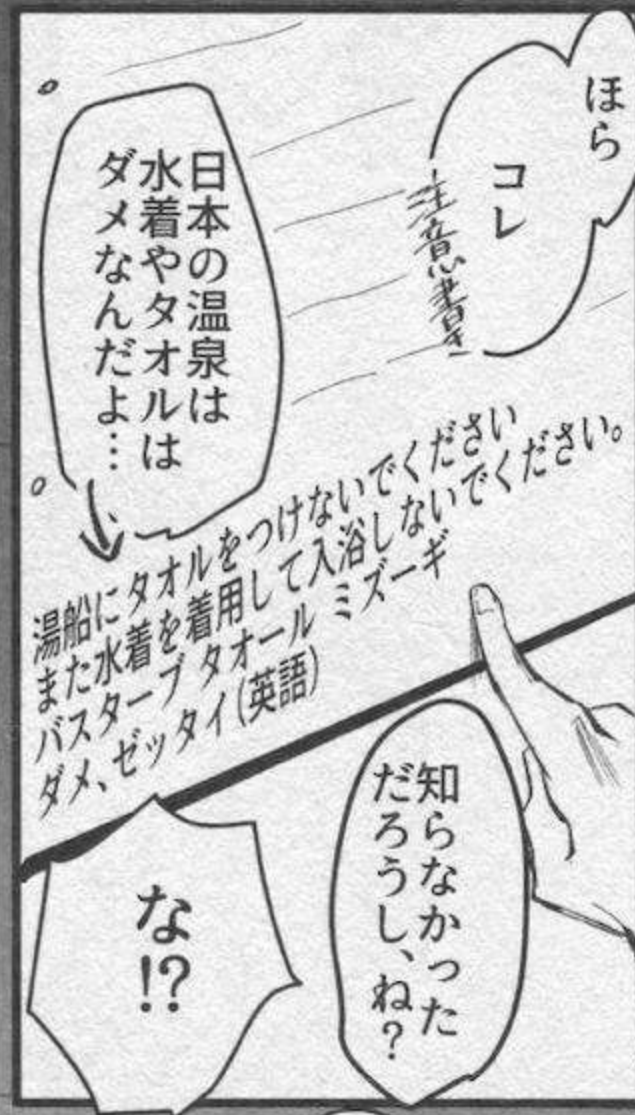 ほら
コレ
注意書き
日本の温泉は
水着やタオルは
ダメなんだよ…
湯船にタオルをつけないでください
また水着を着用して入浴しないでください。
バスターブ タオール ミズーギ
ダメ、ゼッタイ(英語)
知らなかった
だろうし、ね？
な!?